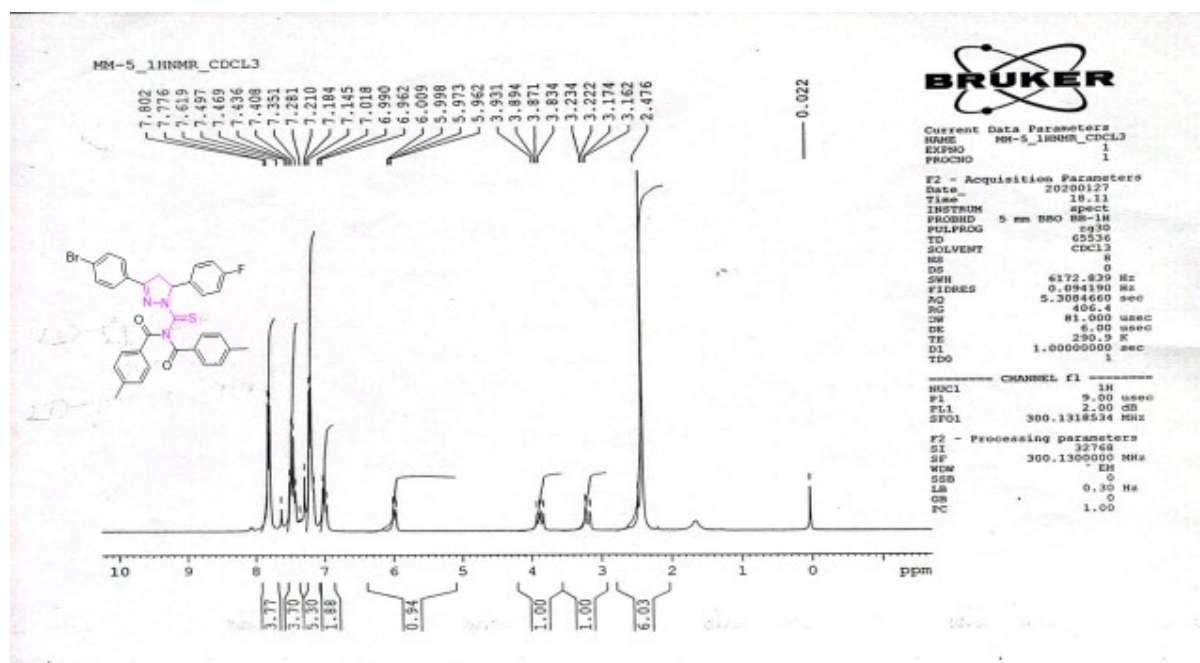 MM-5_1HNMR_CDCL3
7.802
7.776
7.619
7.497
7.469
7.436
7.408
7.351
7.281
7.210
7.184
7.145
7.018
6.990
6.962
6.009
5.998
5.973
5.962
3.931
3.894
3.871
3.834
3.234
3.222
3.174
3.162
2.476
0.022
BRUKER
Current Data Parameters
NAME MM-5_1HNMR_CDCL3
EXPNO 1
PROCNO 1
F2 - Acquisition Parameters
Date_ 20200127
Time 18.11
INSTRUM spect
PROBHD 5 mm BBO BB-1H
PULPROG zg30
TD 65536
SOLVENT CDCl3
NS 8
DS 0
SWH 6172.839 Hz
FIDRES 0.094190 Hz
AQ 5.3084660 sec
RG 406.4
DW 81.000 usec
DE 6.00 usec
TE 290.9 K
D1 1.00000000 sec
TD0 1
======== CHANNEL f1 ========
NUC1 1H
P1 9.00 usec
PL1 2.00 dB
SFO1 300.1318534 MHz
F2 - Processing parameters
SI 32768
SF 300.1300000 MHz
WDW EM
SSB 0
LB 0.30 Hz
GB 0
PC 1.00
Br
F
N
N
S
O
N
O
10 9 8 7 6 5 4 3 2 1 0 ppm
3.77
3.70
5.30
1.88
0.94
1.00
1.00
6.03